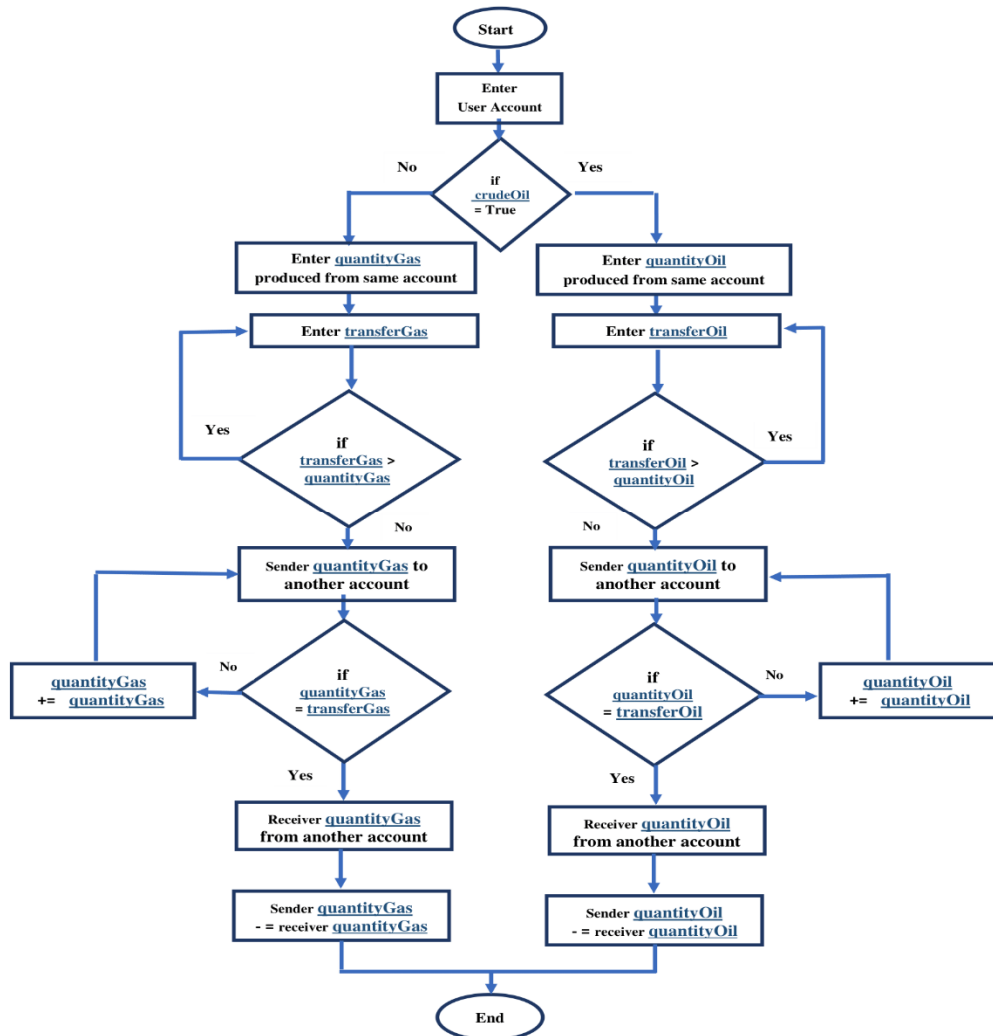 Start
Enter
User Account
No
Yes
if
crudeOil
= True
Enter quantityGas
produced from same account
Enter quantityOil
produced from same account
Enter transferGas
Enter transferOil
Yes
if
transferGas >
quantityGas
if
transferOil >
quantityOil
Yes
No
No
Sender quantityGas to
another account
Sender quantityOil to
another account
quantityGas
+= quantityGas
No
if
quantityGas
= transferGas
if
quantityOil
= transferOil
No
quantityOil
+= quantityOil
Yes
Yes
Receiver quantityGas
from another account
Receiver quantityOil
from another account
Sender quantityGas
- = receiver quantityGas
Sender quantityOil
- = receiver quantityOil
End